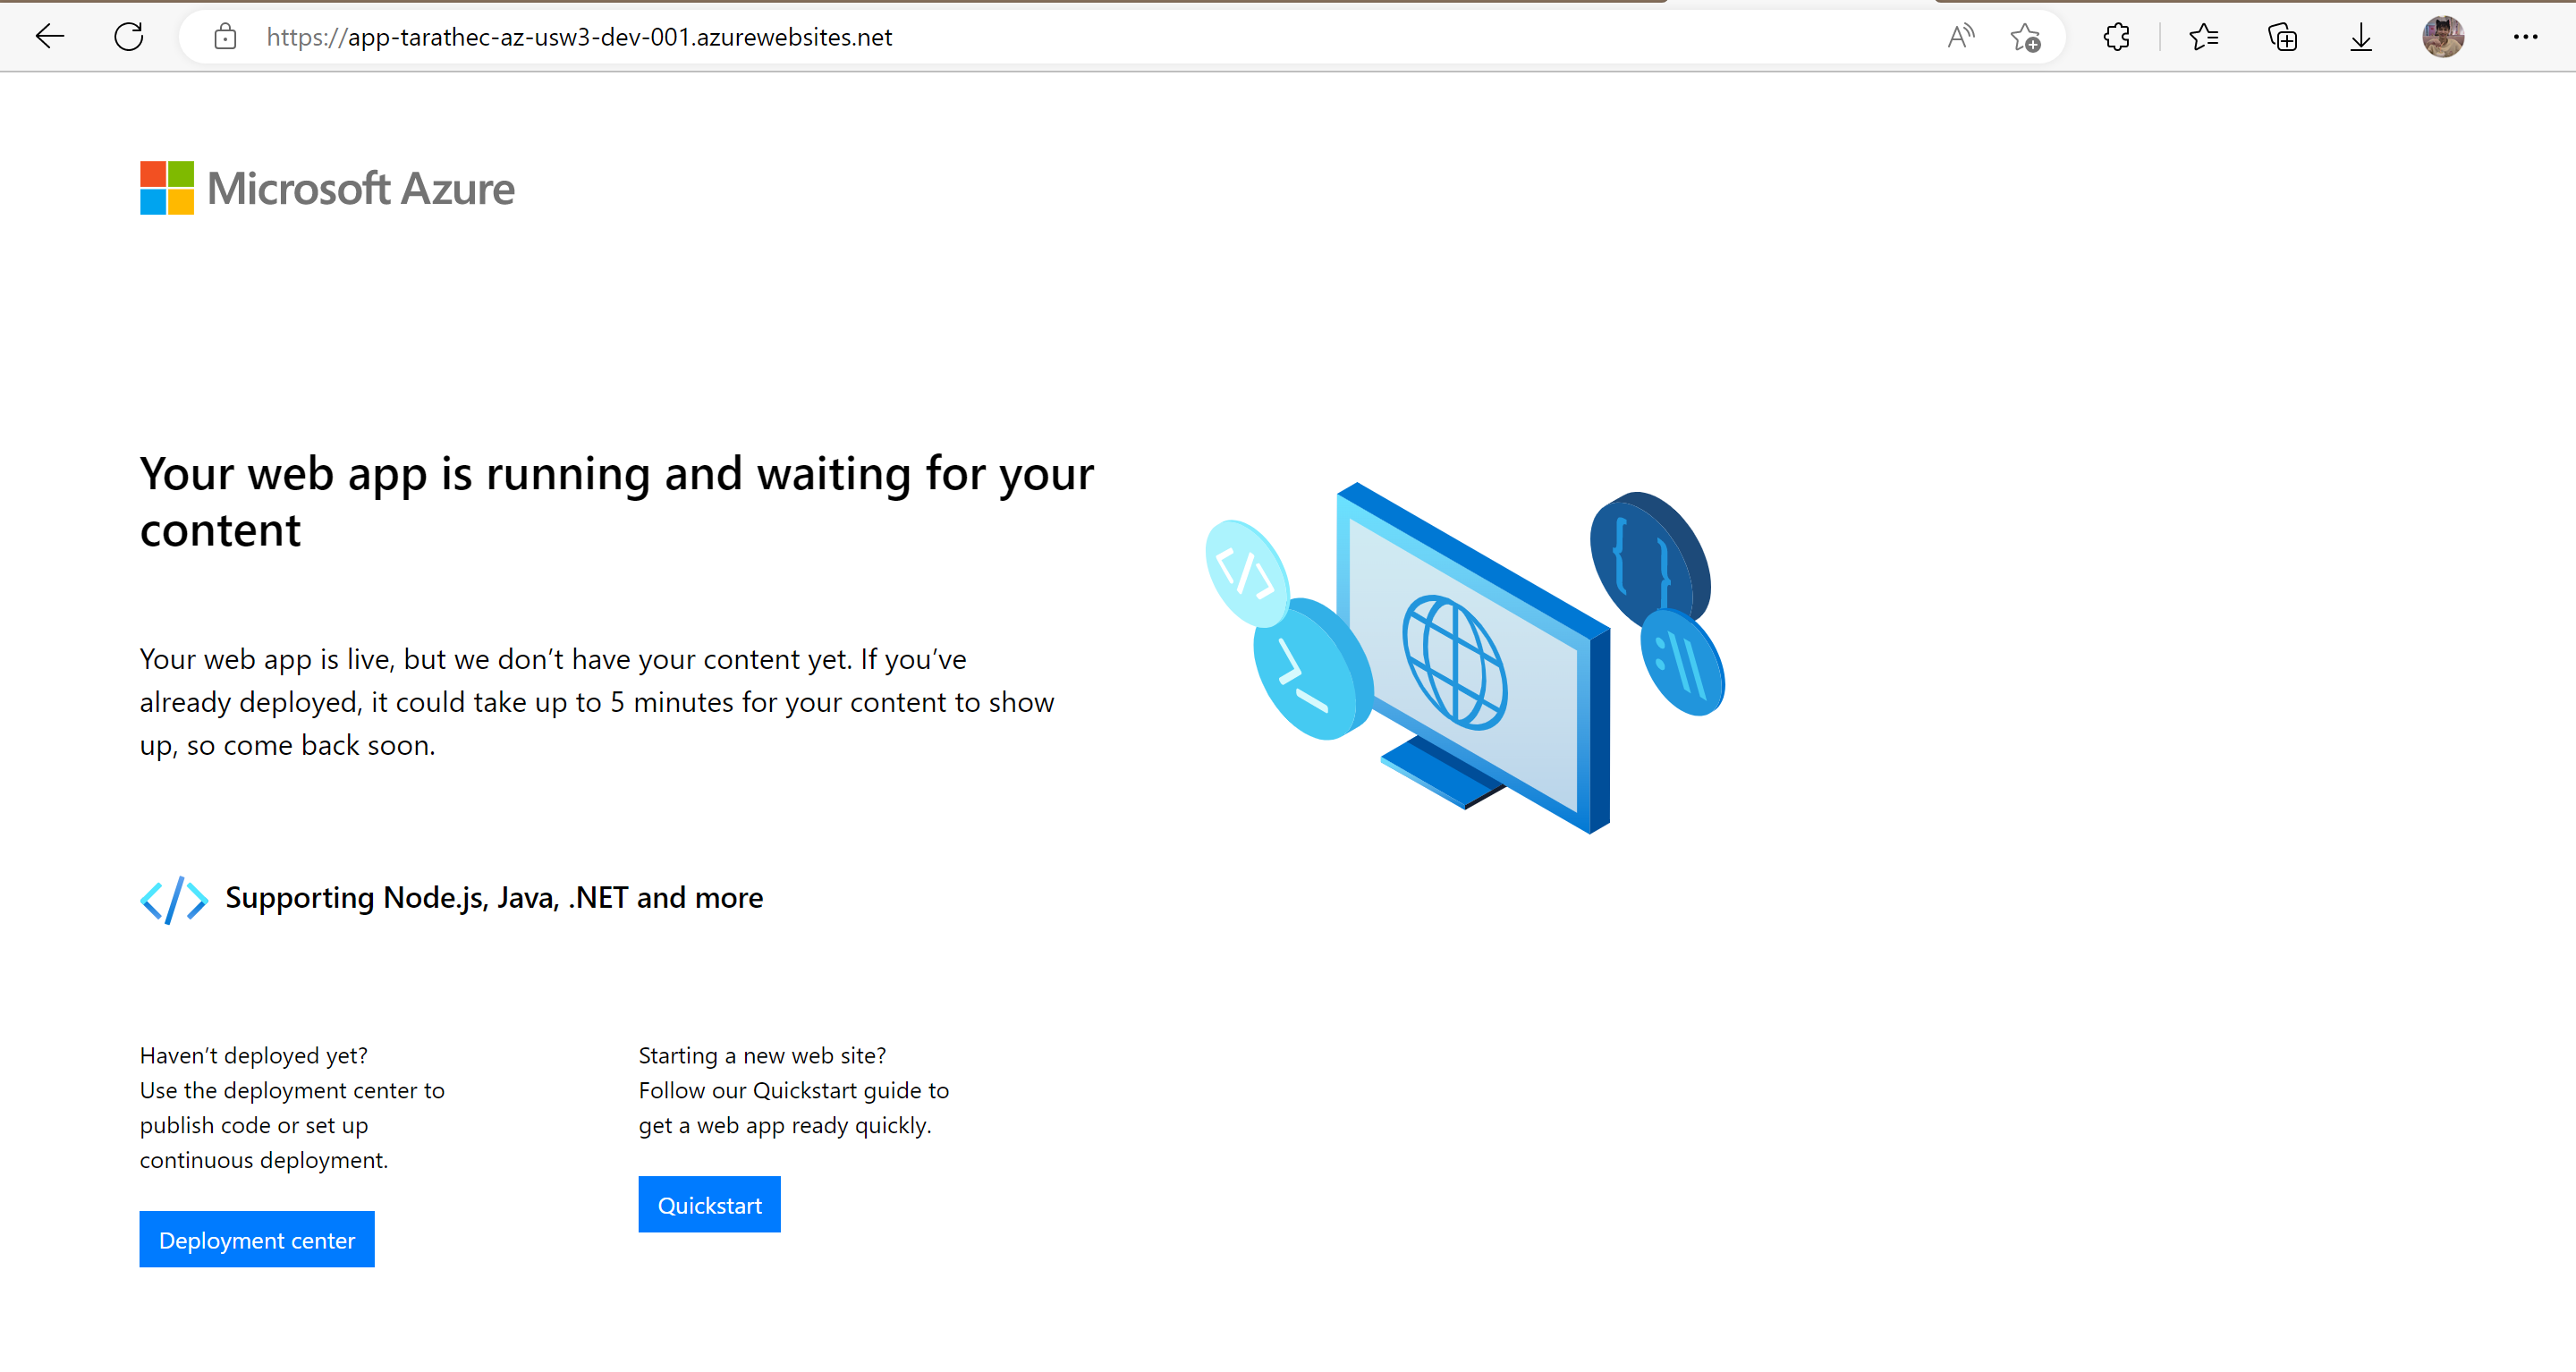 https://app-tarathec-az-usw3-dev-001.azurewebsites.net
Microsoft Azure
Your web app is running and waiting for your
content
Your web app is live, but we don’t have your content yet. If you’ve
already deployed, it could take up to 5 minutes for your content to show
up, so come back soon.
Supporting Node.js, Java, .NET and more
Haven’t deployed yet?
Use the deployment center to
publish code or set up
continuous deployment.
Deployment center
Starting a new web site?
Follow our Quickstart guide to
get a web app ready quickly.
Quickstart